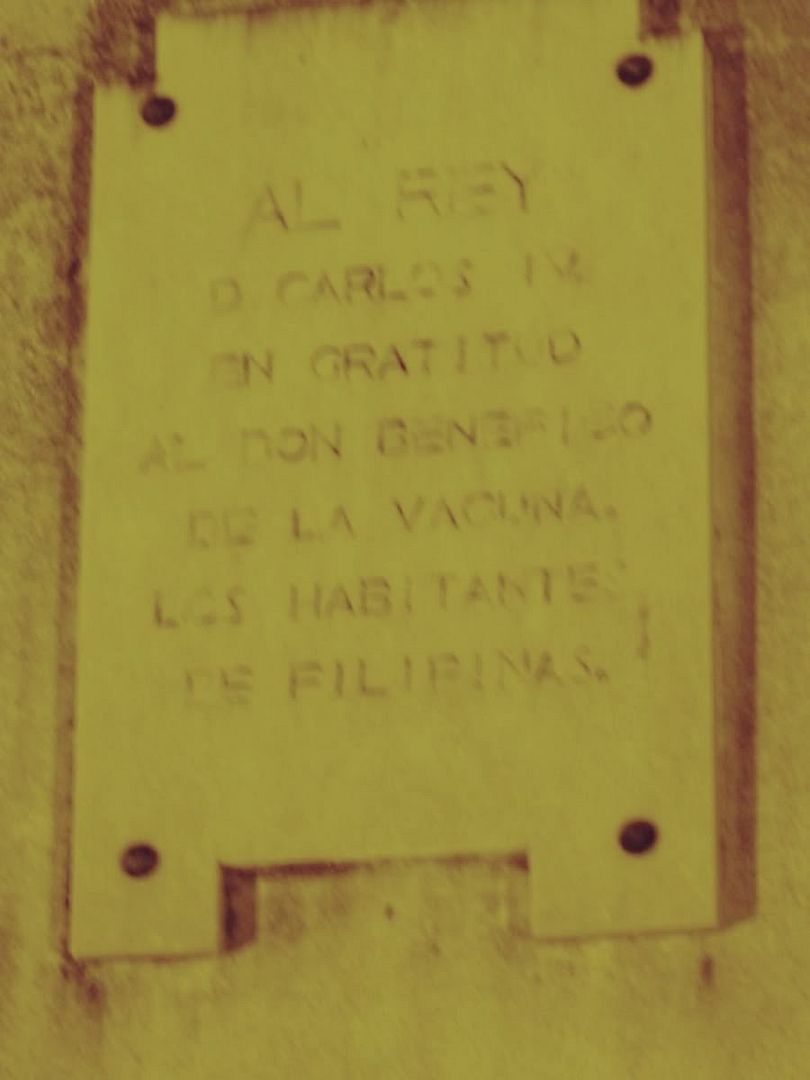 AL REY
D. CARLOS IV.
EN GRATITUD
AL DON BENEFICO
DE LA VACUNA.
LOS HABITANTES
DE FILIPINAS.